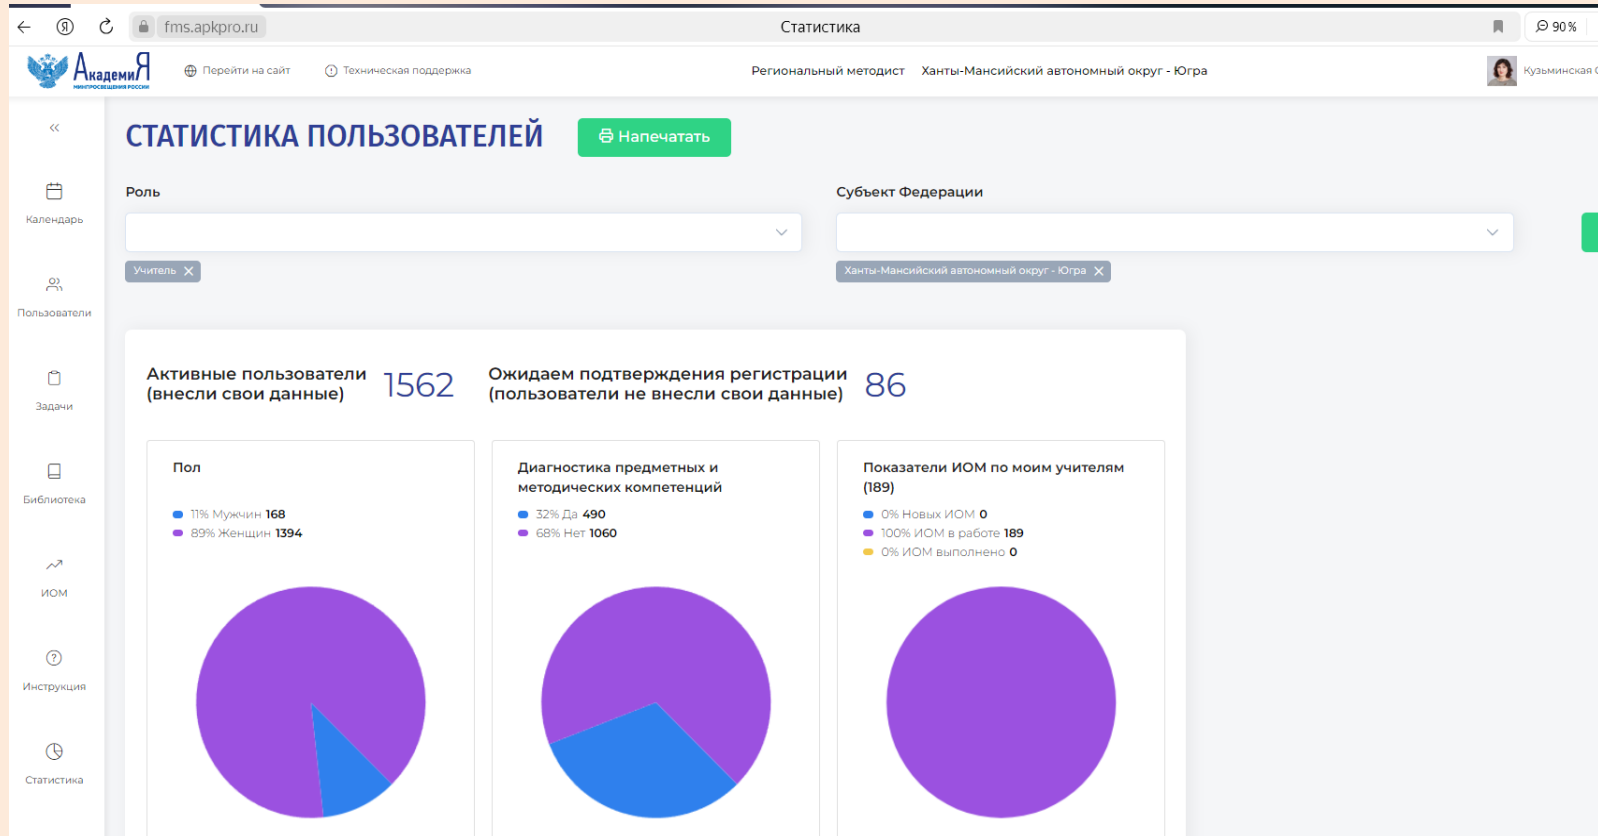 fms.apkpro.ru
Статистика
90%
АкадемиЯ
МИНПРОСВЕЩЕНИЯ РОССИИ
Перейти на сайт
Техническая поддержка
Региональный методист Ханты-Мансийский автономный округ - Югра
Кузьминская
СТАТИСТИКА ПОЛЬЗОВАТЕЛЕЙ
Напечатать
Календарь
Пользователи
Задачи
Библиотека
ИОМ
Инструкция
Статистика
Роль
Учитель
Субъект Федерации
Ханты-Мансийский автономный округ - Югра
Активные пользователи
(внесли свои данные)
1562
Ожидаем подтверждения регистрации
(пользователи не внесли свои данные)
86
Пол
11% Мужчин 168
89% Женщин 1394
Диагностика предметных и
методических компетенций
32% Да 490
68% Нет 1060
Показатели ИОМ по моим учителям
(189)
0% Новых ИОМ 0
100% ИОМ в работе 189
0% ИОМ выполнено 0